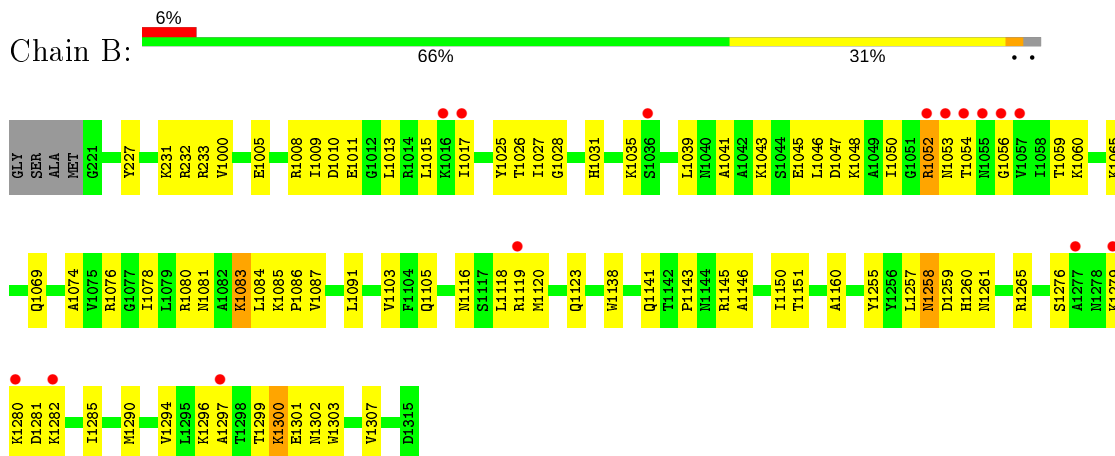 6%
Chain B:
66% 31% • •
GLY SER ALA MET G221 Y227 K231 R232 R233 V1000 E1005 R1008 I1009 D1010 E1011 G1012 L1013 R1014 L1015 K1016 I1017 Y1025 T1026 I1027 G1028 H1031 K1035 S1036 L1039 N1040 A1041 A1042 K1043 S1044 E1045 L1046 D1047 K1048 A1049 I1050 G1051 R1052 N1053 T1054 N1055 G1056 V1057 I1058 T1059 K1060 K1065
Q1069 A1074 V1075 R1076 G1077 I1078 L1079 R1080 N1081 A1082 K1083 L1084 K1085 P1086 V1087 L1091 V1103 F1104 Q1105 N1116 S1117 L1118 R1119 M1120 Q1123 W1138 Q1141 T1142 P1143 N1144 R1145 A1146 I1150 T1151 A1160 Y1255 Y1256 L1257 N1258 D1259 H1260 N1261 R1265 S1276 A1277 N1278 K1279
K1280 D1281 K1282 I1285 M1290 V1294 L1295 K1296 A1297 T1298 T1299 K1300 E1301 N1302 W1303 V1307 D1315